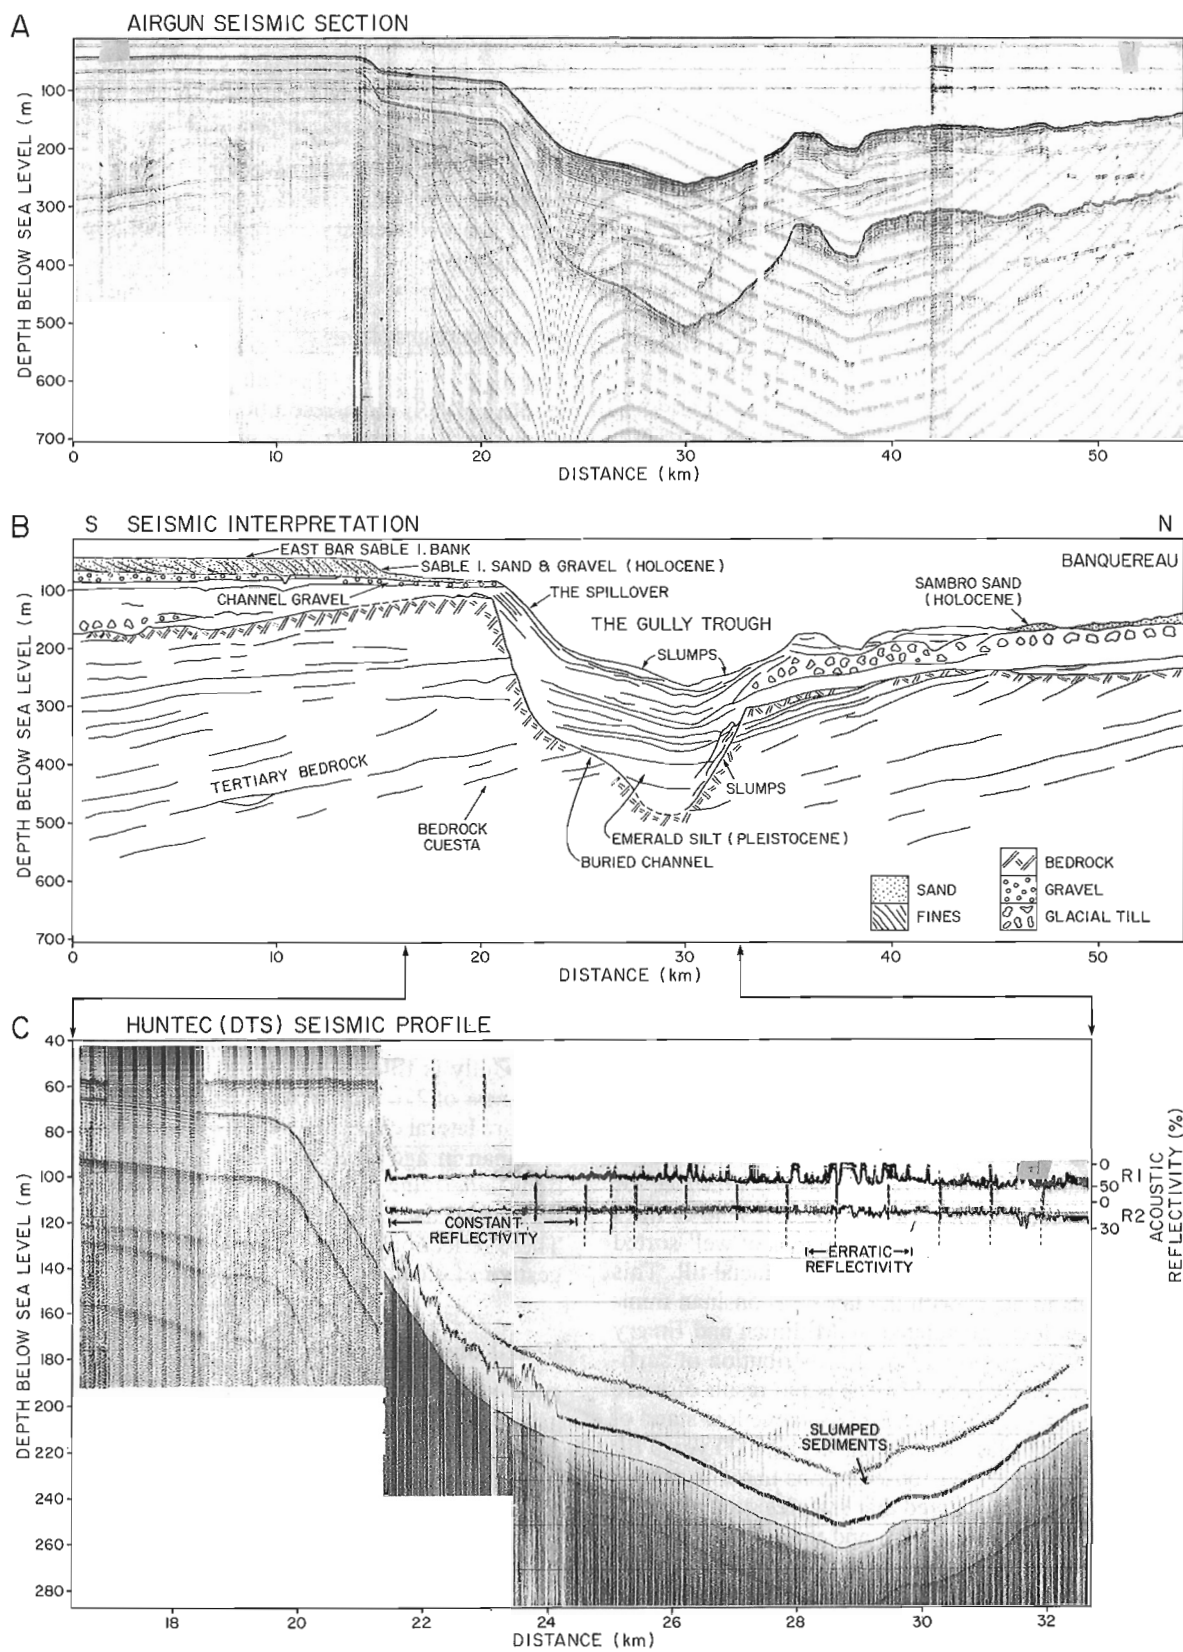 A AIRGUN SEISMIC SECTION
DEPTH BELOW SEA LEVEL (m)
100
200
300
400
500
600
700
0 10 20 30 40 50
DISTANCE (km)
B S SEISMIC INTERPRETATION N
DEPTH BELOW SEA LEVEL (m)
100
200
300
400
500
600
700
EAST BAR SABLE I. BANK
SABLE I. SAND & GRAVEL (HOLOCENE)
CHANNEL GRAVEL
THE SPILLOVER
THE GULLY TROUGH
SLUMPS
BANQUEREAU
SAMBRO SAND
(HOLOCENE)
TERTIARY BEDROCK
BEDROCK
CUESTA
SLUMPS
EMERALD SILT (PLEISTOCENE)
BURIED CHANNEL
SAND
FINES
BEDROCK
GRAVEL
GLACIAL TILL
0 10 20 30 40 50
DISTANCE (km)
C HUNTEC (DTS) SEISMIC PROFILE
DEPTH BELOW SEA LEVEL (m)
40
60
80
100
120
140
160
180
200
220
240
260
280
0
50 R1
0
30 R2
ACOUSTIC
REFLECTIVITY (%)
CONSTANT
REFLECTIVITY
ERRATIC
REFLECTIVITY
SLUMPED
SEDIMENTS
18 20 22 24 26 28 30 32
DISTANCE (km)